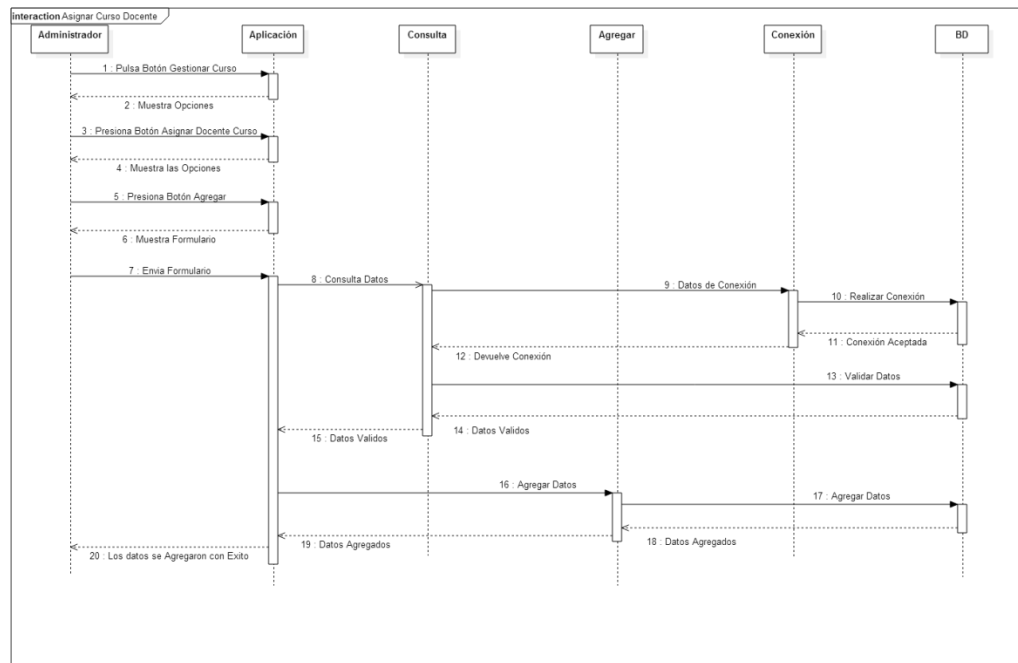 interaction Asignar Curso Docente
Administrador
Aplicación
Consulta
Agregar
Conexión
BD
1 : Pulsa Botón Gestionar Curso
2 : Muestra Opciones
3 : Presiona Botón Asignar Docente Curso
4 : Muestra las Opciones
5 : Presiona Botón Agregar
6 : Muestra Formulario
7 : Envia Formulario
8 : Consulta Datos
9 : Datos de Conexión
10 : Realizar Conexión
11 : Conexión Aceptada
12 : Devuelve Conexión
13 : Validar Datos
14 : Datos Validos
15 : Datos Validos
16 : Agregar Datos
17 : Agregar Datos
18 : Datos Agregados
19 : Datos Agregados
20 : Los datos se Agregaron con Exito